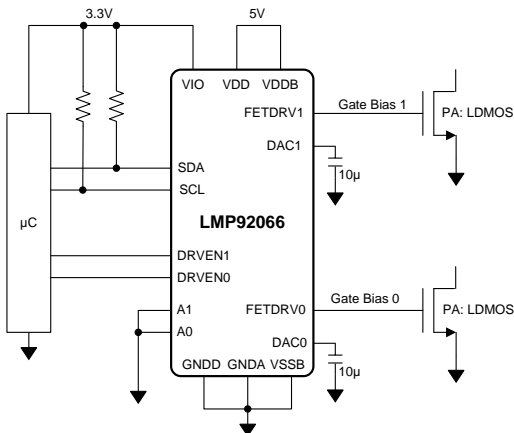 3.3V
5V
VIO
VDD
VDDB
FETDRV1
Gate Bias 1
PA: LDMOS
DAC1
10µ
SDA
SCL
LMP92066
µC
DRVEN1
DRVEN0
A1
A0
FETDRV0
Gate Bias 0
PA: LDMOS
DAC0
10µ
GNDD
GNDA
VSSB